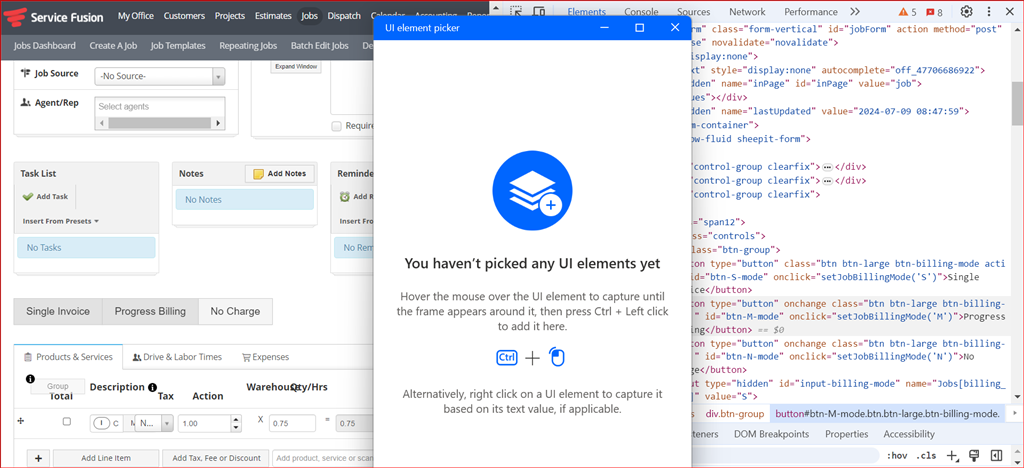 Service Fusion
My Office Customers Projects Estimates Jobs Dispatch Calendar Accounting
Jobs Dashboard Create A Job Job Templates Repeating Jobs Batch Edit Jobs De
Job Source
-No Source-
Agent/Rep
Select agents
Expand Window
Require
Task List
Add Task
Insert From Presets
No Tasks
Notes
Add Notes
No Notes
Reminde
Add R
Insert Fro
No Rem
Single Invoice Progress Billing No Charge
Products & Services Drive & Labor Times Expenses
Group Description Warehouse Qty/Hrs
Total Tax Action
I C M N... 1.00 X 0.75 = 0.75
+ Add Line Item Add Tax, Fee or Discount Add product, service or scan
UI element picker
You haven’t picked any UI elements yet
Hover the mouse over the UI element to capture until
the frame appears around it, then press Ctrl + Left click
to add it here.
Ctrl +
Alternatively, right click on a UI element to capture it
based on its text value, if applicable.
Elements Console Sources Network Performance 5 8
rm" class="form-vertical" id="jobForm" action method="post"
se" novalidate="novalidate">
display:none">
xt" style="display:none" autocomplete="off_47706686922">
dden" name="inPage" id="inPage" value="job">
ues"></div>
dden" name="lastUpdated" value="2024-07-09 08:47:59">
m-container">
ow-fluid sheepit-form">
"control-group clearfix">…</div>
"control-group clearfix">…</div>
"control-group clearfix">
="span12">
ss="controls">
lass="btn-group">
ton type="button" class="btn btn-large btn-billing-mode acti
id="btn-S-mode" onclick="setJobBillingMode('S')">Single
ice</button>
ton type="button" onchange class="btn btn-large btn-billing-
" id="btn-M-mode" onclick="setJobBillingMode('M')">Progress
ing</button> == $0
ton type="button" onchange class="btn btn-large btn-billing-
" id="btn-N-mode" onclick="setJobBillingMode('N')">No
ge</button>
ut type="hidden" id="input-billing-mode" name="Jobs[billing_
]" value="S">
s div.btn-group button#btn-M-mode.btn.btn-large.btn-billing-mode.
teners DOM Breakpoints Properties Accessibility
:hov .cls